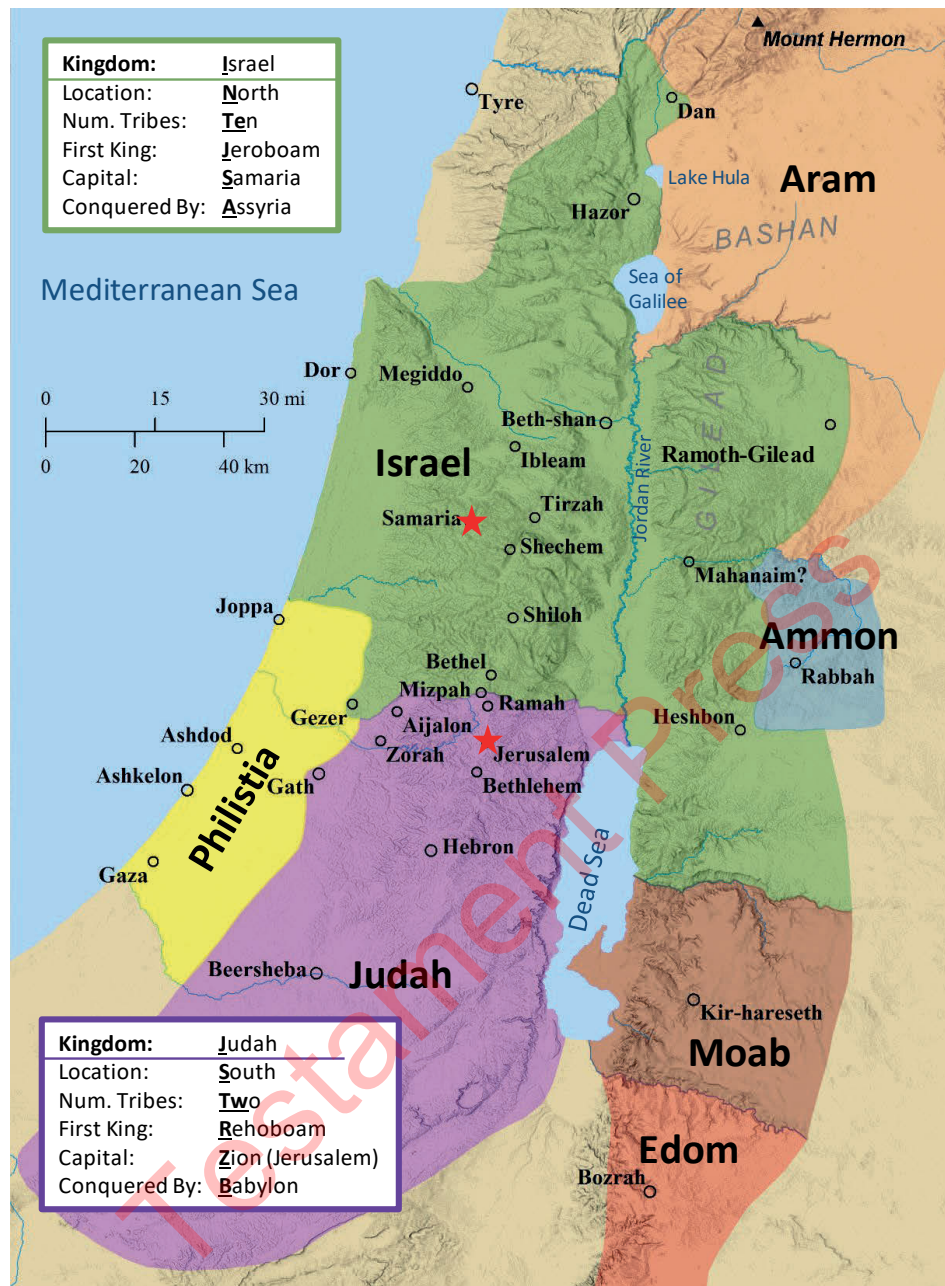 Mount Hermon
Kingdom: Israel
Location: North
Num. Tribes: Ten
First King: Jeroboam
Capital: Samaria
Conquered By: Assyria
Tyre
Dan
Lake Hula
Aram
Hazor
BASHAN
Sea of
Galilee
Mediterranean Sea
Dor
Megiddo
0 15 30 mi
0 20 40 km
Beth-shan
Ramoth-Gilead
GILEAD
Israel
Ibleam
Jordan River
Samaria
Tirzah
Shechem
Mahanaim?
Joppa
Shiloh
Ammon
Rabbah
Bethel
Mizpah
Ramah
Gezer
Aijalon
Heshbon
Ashdod
Zorah
Jerusalem
Ashkelon
Gath
Bethlehem
Philistia
Hebron
Gaza
Dead Sea
Beersheba
Judah
Kir-hareseth
Moab
Kingdom: Judah
Location: South
Num. Tribes: Two
First King: Rehoboam
Capital: Zion (Jerusalem)
Conquered By: Babylon
Edom
Bozrah
Testament Press